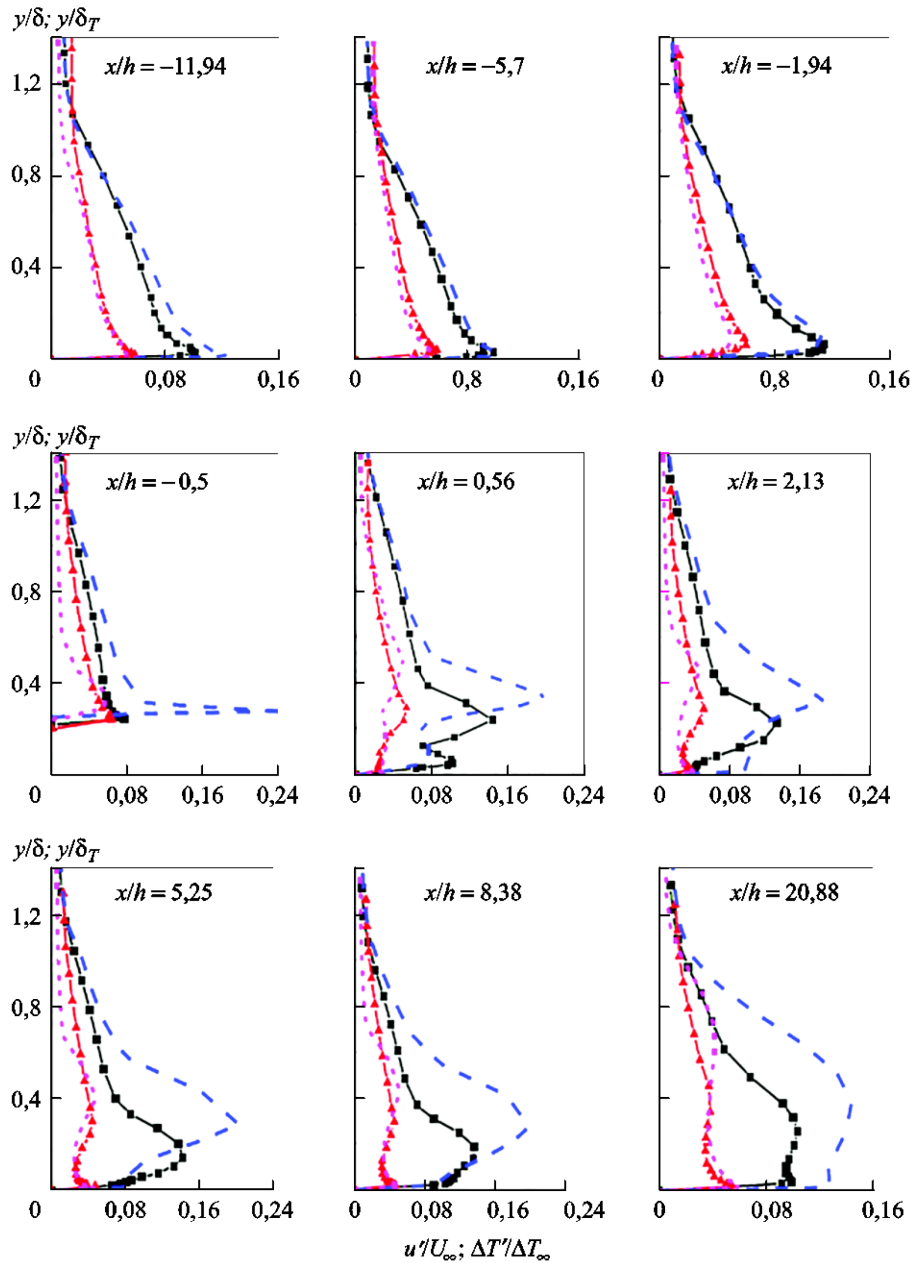 y/δ; y/δT
x/h = −11,94
x/h = −5,7
x/h = −1,94
1,2
0,8
0,4
0 0,08 0,16
0 0,8 0,16
0 0,8 0,16
y/δ; y/δT
x/h = − 0,5
x/h = 0,56
x/h = 2,13
1,2
0,8
0,4
0 0,08 0,16 0,24
0 0,08 0,16 0,24
0 0,08 0,16 0,24
y/δ; y/δT
x/h = 5,25
x/h = 8,38
x/h = 20,88
1,2
0,8
0,4
0 0,08 0,16 0,24
0 0,08 0,16 0,24
0 0,08 0,16
u'/U∞; ΔT'/ΔT∞